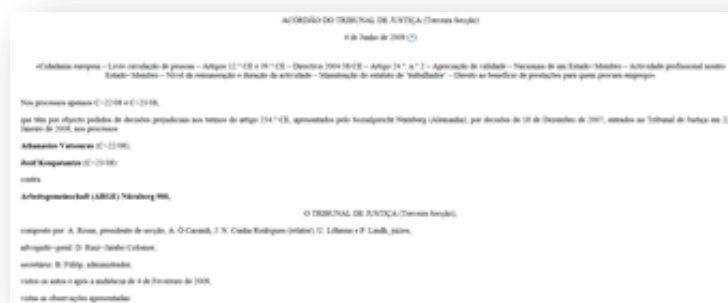 ACÓRDÃO DO TRIBUNAL DE JUSTIÇA (Terceira Secção)
4 de Junho de 2009 (*)
«Cidadania europeia – Livre circulação de pessoas – Artigos 12.° CE e 39.° CE – Directiva 2004/38/CE – Artigo 24.°, n.° 2 – Apreciação de validade – Nacionais de um Estado-Membro – Actividade profissional noutro
Estado-Membro – Nível da remuneração e duração da actividade – Manutenção do estatuto de 'trabalhador' – Direito ao benefício de prestações para quem procura emprego»
Nos processos apensos C-22/08 e C-23/08,
que têm por objecto pedidos de decisões prejudiciais nos termos do artigo 234.° CE, apresentados pelo Sozialgericht Nürnberg (Alemanha), por decisões de 18 de Dezembro de 2007, entrados no Tribunal de Justiça em 22
Janeiro de 2008, nos processos
Athanasios Vatsouras (C-22/08),
Josif Koupatantze (C-23/08)
contra
Arbeitsgemeinschaft (ARGE) Nürnberg 900,
O TRIBUNAL DE JUSTIÇA (Terceira Secção),
composto por: A. Rosas, presidente de secção, A. Ó Caoimh, J. N. Cunha Rodrigues (relator), U. Lõhmus e P. Lindh, juízes,
advogado-geral: D. Ruiz-Jarabo Colomer,
secretário: B. Fülöp, administrador,
vistos os autos e após a audiência de 4 de Fevereiro de 2009,
vistas as observações apresentadas: